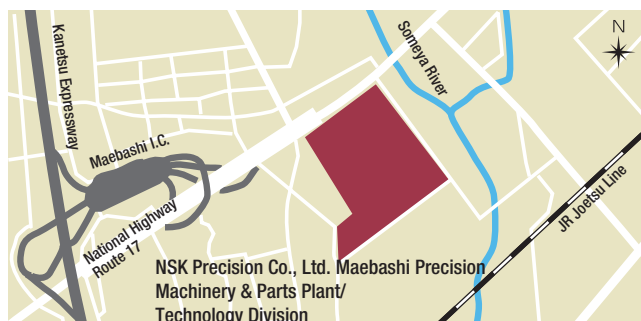 N
Kanetsu Expressway
Someya River
Maebashi I.C.
National Highway
Route 17
JR Joetsu Line
NSK Precision Co., Ltd. Maebashi Precision
Machinery & Parts Plant/
Technology Division